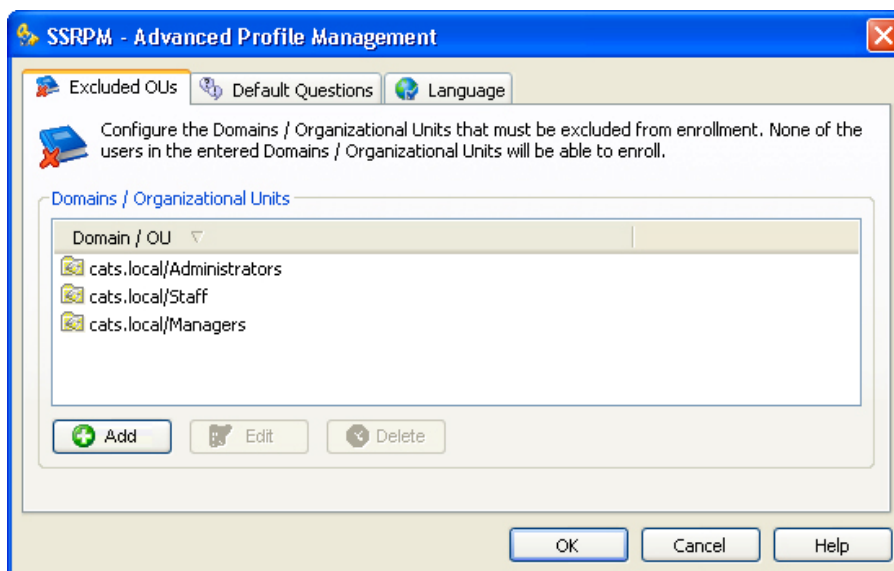 SSRPM - Advanced Profile Management
Excluded OUs Default Questions Language
Configure the Domains / Organizational Units that must be excluded from enrollment. None of the
users in the entered Domains / Organizational Units will be able to enroll.
Domains / Organizational Units
Domain / OU
cats.local/Administrators
cats.local/Staff
cats.local/Managers
Add Edit Delete
OK Cancel Help